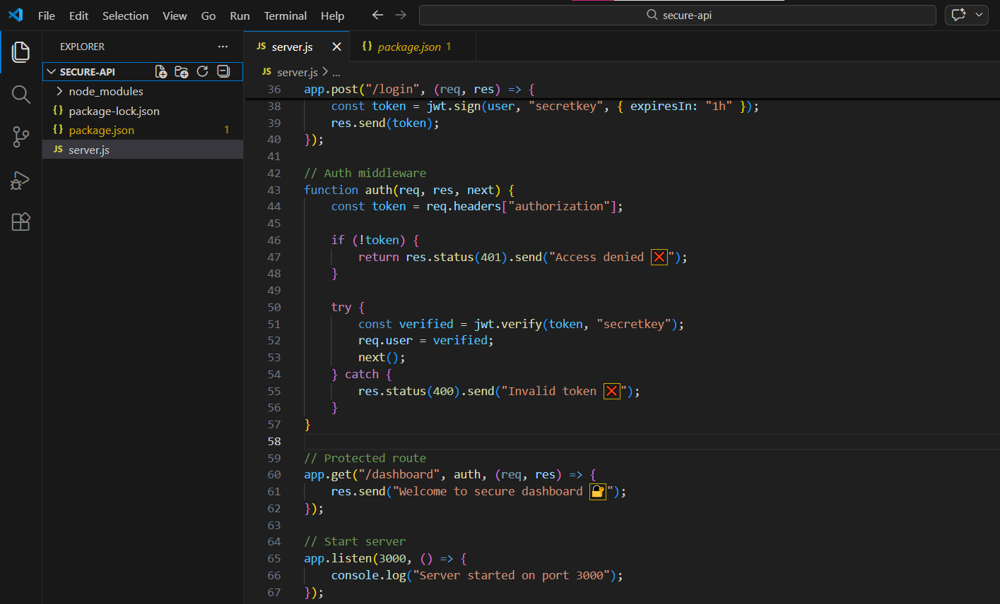 File Edit Selection View Go Run Terminal Help
secure-api
EXPLORER
SECURE-API
node_modules
{} package-lock.json
{} package.json 1
JS server.js
JS server.js
{} package.json 1
JS server.js > ...
36 app.post("/login", (req, res) => {
38 const token = jwt.sign(user, "secretkey", { expiresIn: "1h" });
39 res.send(token);
40 });
41
42 // Auth middleware
43 function auth(req, res, next) {
44 const token = req.headers["authorization"];
45
46 if (!token) {
47 return res.status(401).send("Access denied ❌");
48 }
49
50 try {
51 const verified = jwt.verify(token, "secretkey");
52 req.user = verified;
53 next();
54 } catch {
55 res.status(400).send("Invalid token ❌");
56 }
57 }
58
59 // Protected route
60 app.get("/dashboard", auth, (req, res) => {
61 res.send("Welcome to secure dashboard 🔐");
62 });
63
64 // Start server
65 app.listen(3000, () => {
66 console.log("Server started on port 3000");
67 });